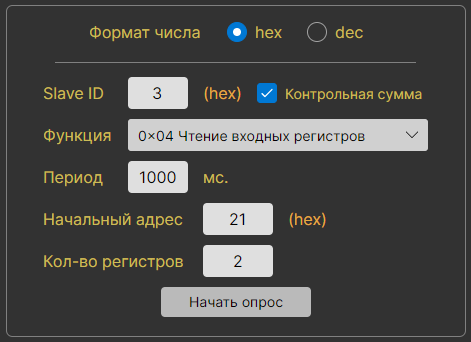 Формат числа hex dec
Slave ID 3 (hex) Контрольная сумма
Функция 0×04 Чтение входных регистров
Период 1000 мс.
Начальный адрес 21 (hex)
Кол-во регистров 2
Начать опрос